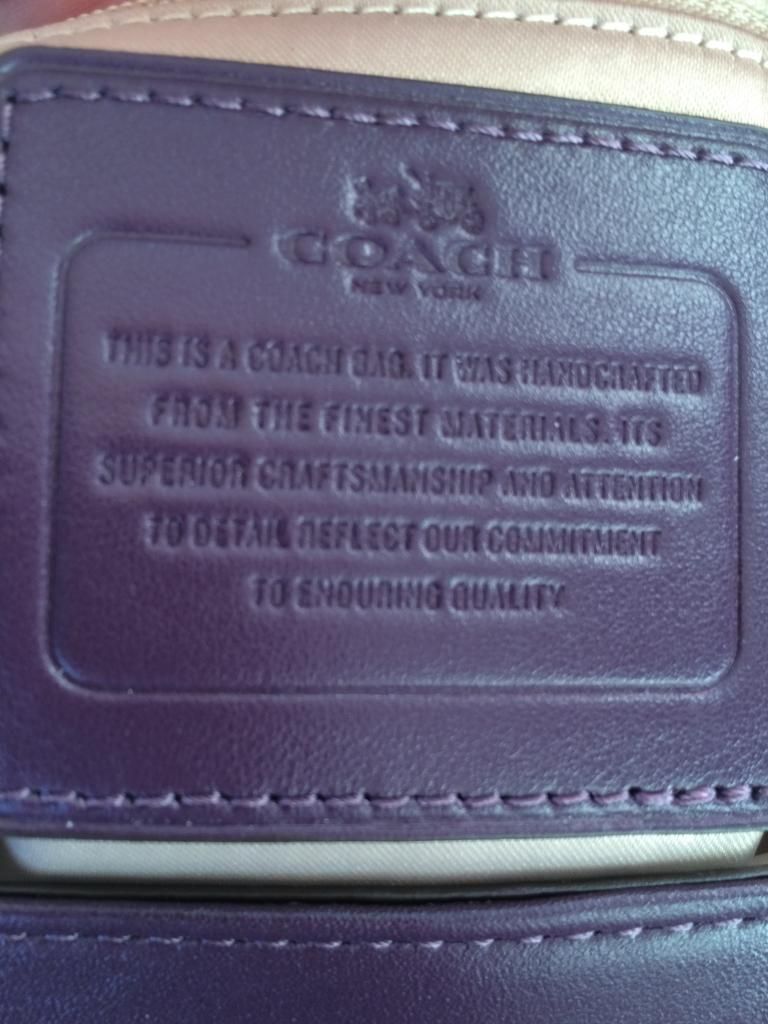 COACH
NEW YORK
THIS IS A COACH BAG. IT WAS HANDCRAFTED
FROM THE FINEST MATERIALS. ITS
SUPERIOR CRAFTSMANSHIP AND ATTENTION
TO DETAIL REFLECT OUR COMMITMENT
TO ENDURING QUALITY